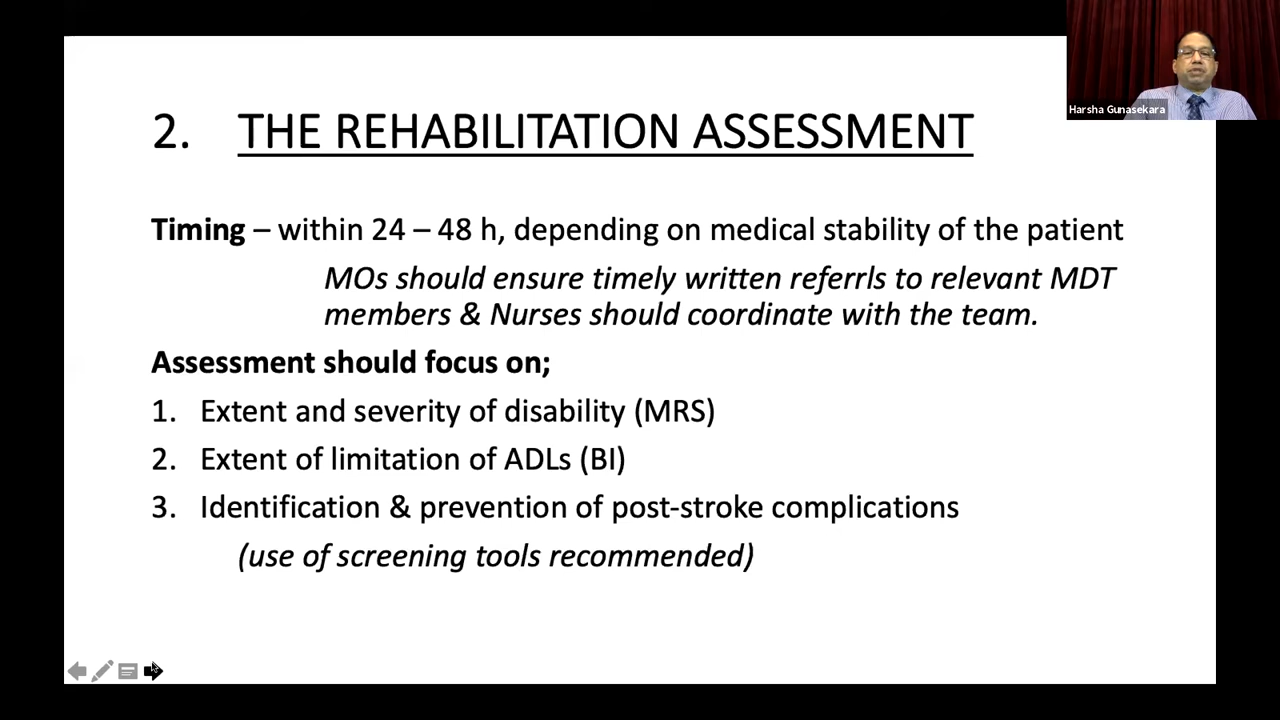 Harsha Gunasekara
2. THE REHABILITATION ASSESSMENT
Timing – within 24 – 48 h, depending on medical stability of the patient
MOs should ensure timely written referrls to relevant MDT
members & Nurses should coordinate with the team.
Assessment should focus on;
1. Extent and severity of disability (MRS)
2. Extent of limitation of ADLs (BI)
3. Identification & prevention of post-stroke complications
(use of screening tools recommended)